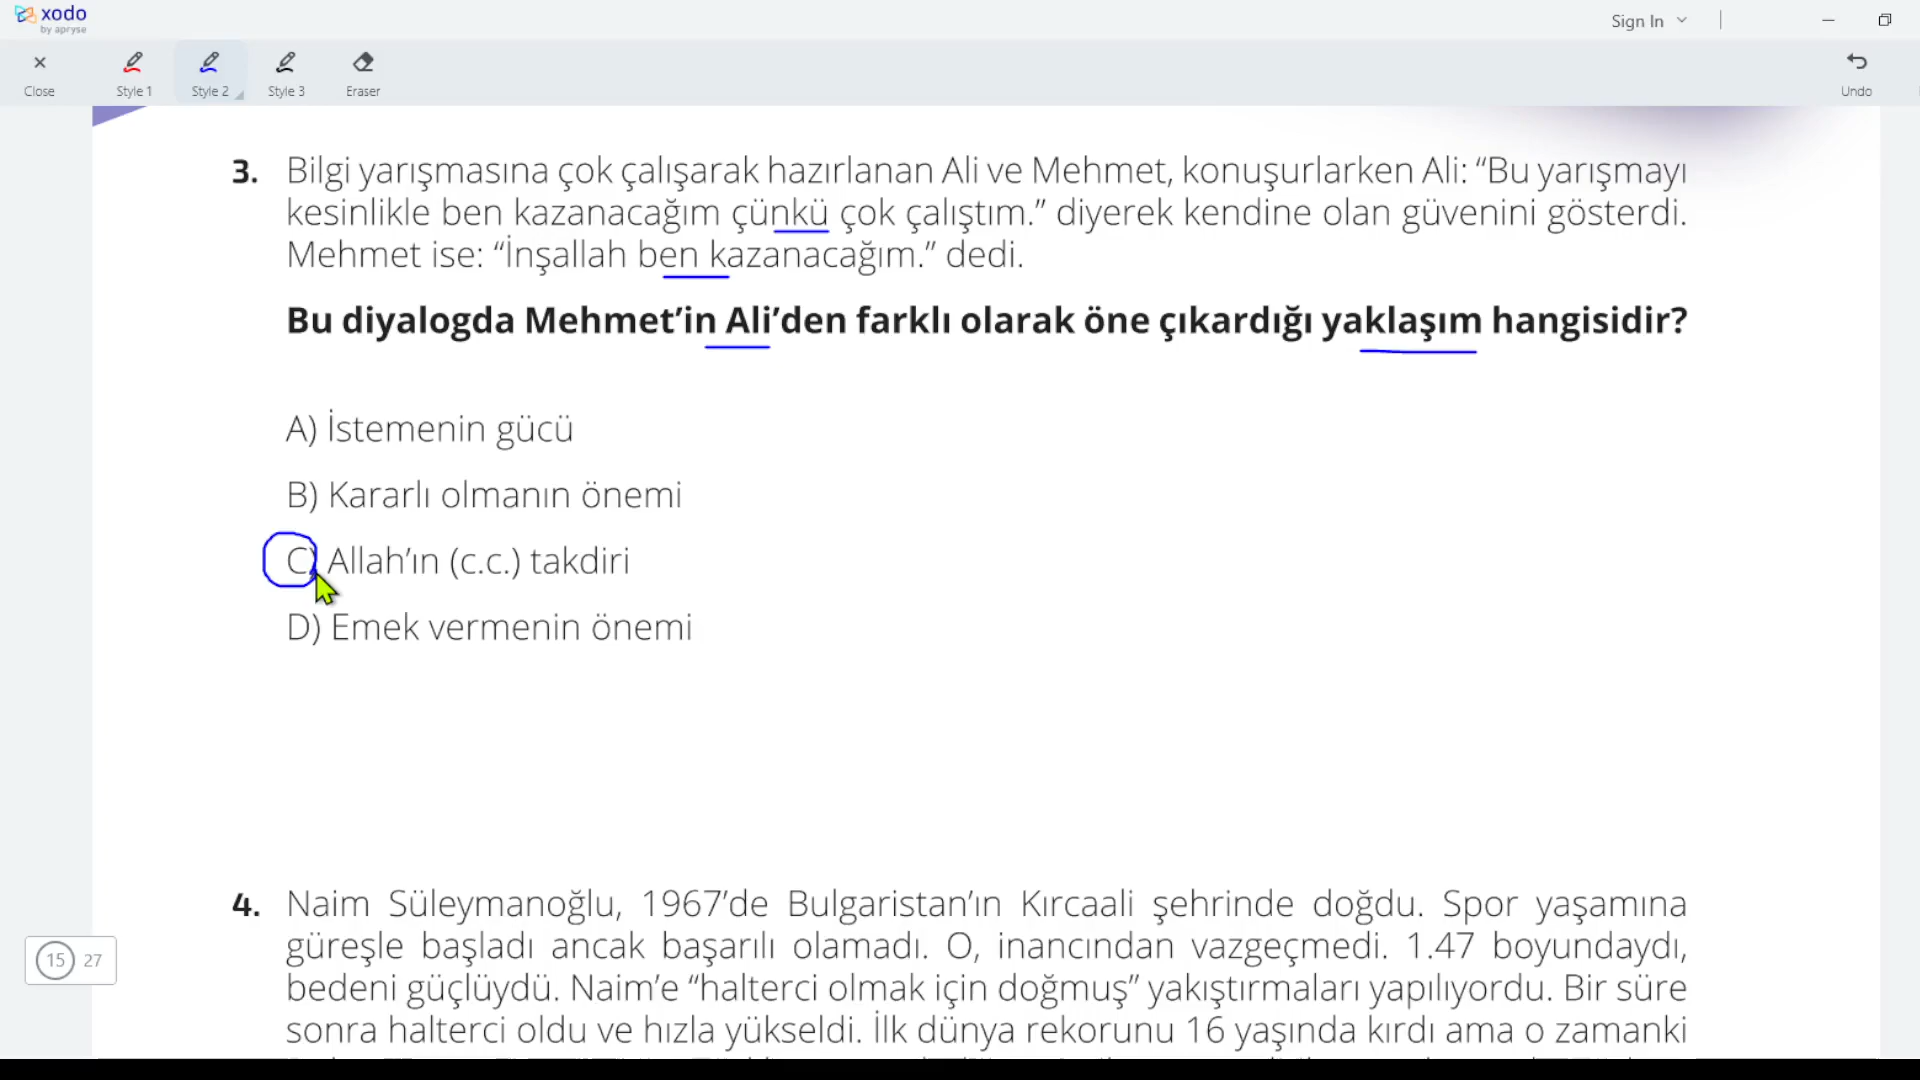 xodo
by apryse
Sign In
Close
Style 1
Style 2
Style 3
Eraser
Undo
3. Bilgi yarışmasına çok çalışarak hazırlanan Ali ve Mehmet, konuşurlarken Ali: “Bu yarışmayı
kesinlikle ben kazanacağım çünkü çok çalıştım.” diyerek kendine olan güvenini gösterdi.
Mehmet ise: “İnşallah ben kazanacağım.” dedi.
Bu diyalogda Mehmet’in Ali’den farklı olarak öne çıkardığı yaklaşım hangisidir?
A) İstemenin gücü
B) Kararlı olmanın önemi
C) Allah’ın (c.c.) takdiri
D) Emek vermenin önemi
4. Naim Süleymanoğlu, 1967’de Bulgaristan’ın Kırcaali şehrinde doğdu. Spor yaşamına
güreşle başladı ancak başarılı olamadı. O, inancından vazgeçmedi. 1.47 boyundaydı,
bedeni güçlüydü. Naim’e “halterci olmak için doğmuş” yakıştırmaları yapılıyordu. Bir süre
sonra halterci oldu ve hızla yükseldi. İlk dünya rekorunu 16 yaşında kırdı ama o zamanki
15 27